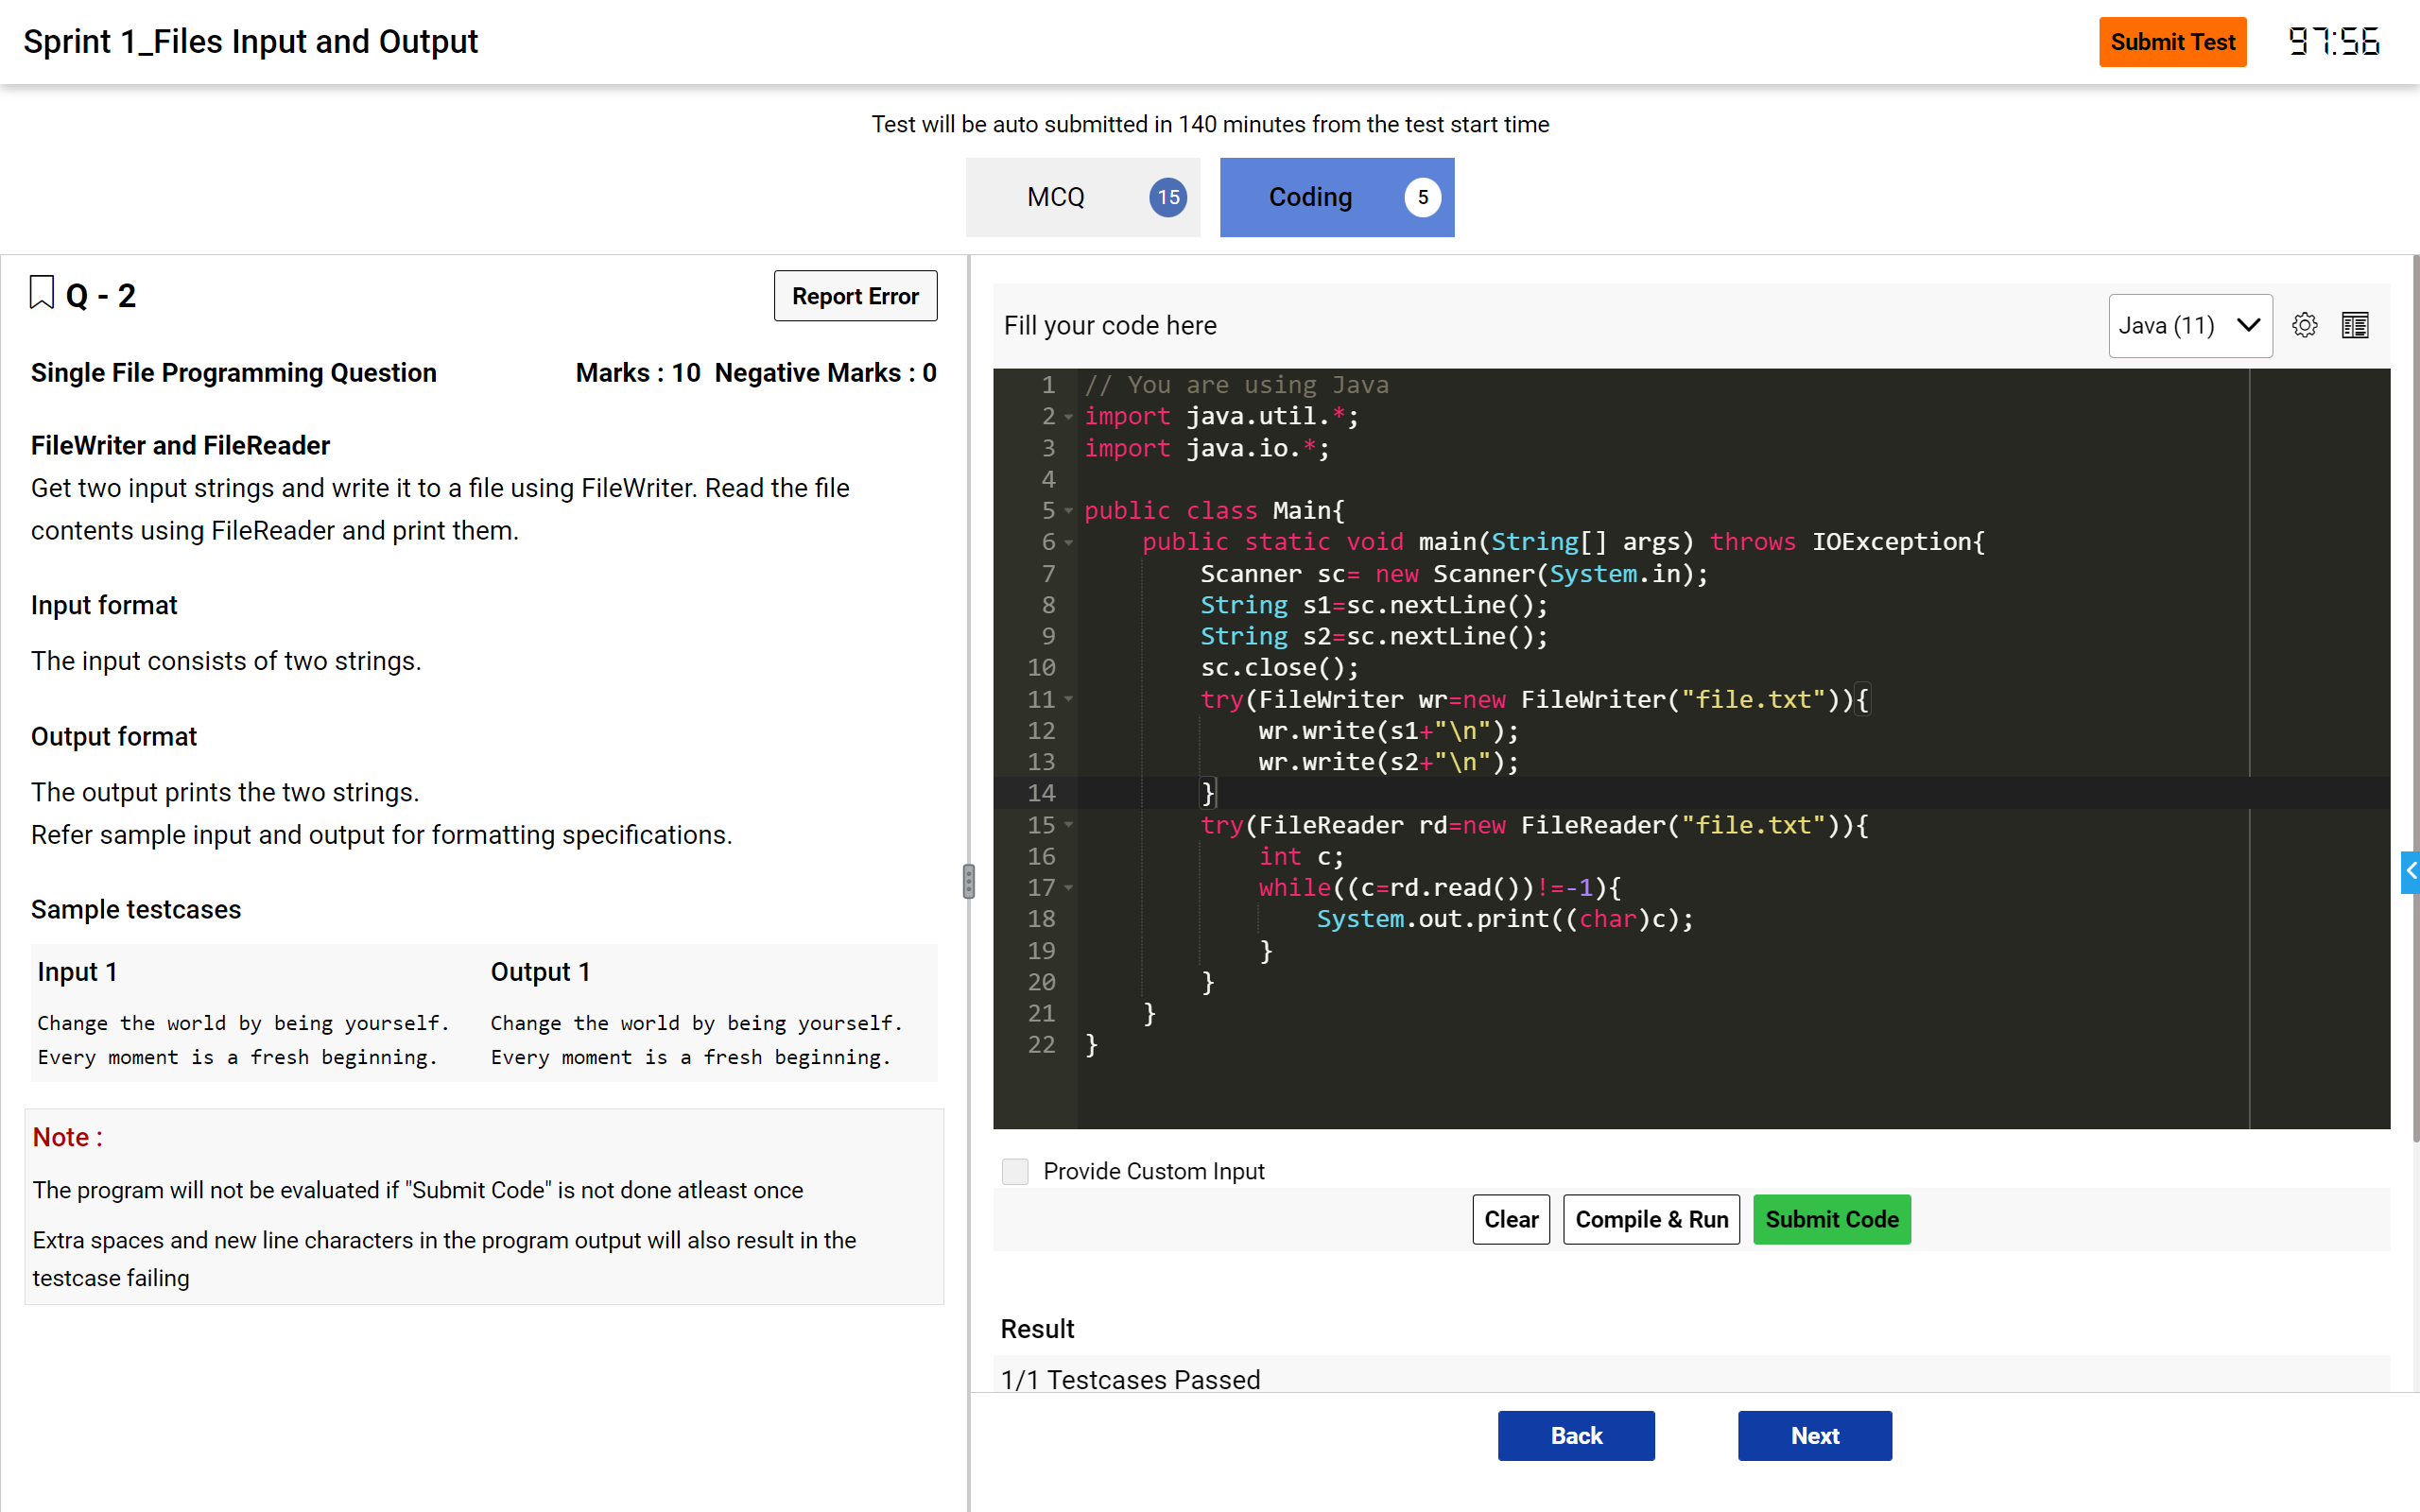 Sprint 1_Files Input and Output
Submit Test
97:56
Test will be auto submitted in 140 minutes from the test start time
MCQ 15
Coding 5
Q - 2
Report Error
Single File Programming Question
Marks : 10 Negative Marks : 0
FileWriter and FileReader
Get two input strings and write it to a file using FileWriter. Read the file
contents using FileReader and print them.
Input format
The input consists of two strings.
Output format
The output prints the two strings.
Refer sample input and output for formatting specifications.
Sample testcases
Input 1
Change the world by being yourself.
Every moment is a fresh beginning.
Output 1
Change the world by being yourself.
Every moment is a fresh beginning.
Note :
The program will not be evaluated if "Submit Code" is not done atleast once
Extra spaces and new line characters in the program output will also result in the
testcase failing
Fill your code here
Java (11)
1 // You are using Java
2 import java.util.*;
3 import java.io.*;
4
5 public class Main{
6     public static void main(String[] args) throws IOException{
7         Scanner sc= new Scanner(System.in);
8         String s1=sc.nextLine();
9         String s2=sc.nextLine();
10         sc.close();
11         try(FileWriter wr=new FileWriter("file.txt")){
12             wr.write(s1+"\n");
13             wr.write(s2+"\n");
14         }
15         try(FileReader rd=new FileReader("file.txt")){
16             int c;
17             while((c=rd.read())!=-1){
18                 System.out.print((char)c);
19             }
20         }
21     }
22 }
Provide Custom Input
Clear
Compile & Run
Submit Code
Result
1/1 Testcases Passed
Back
Next